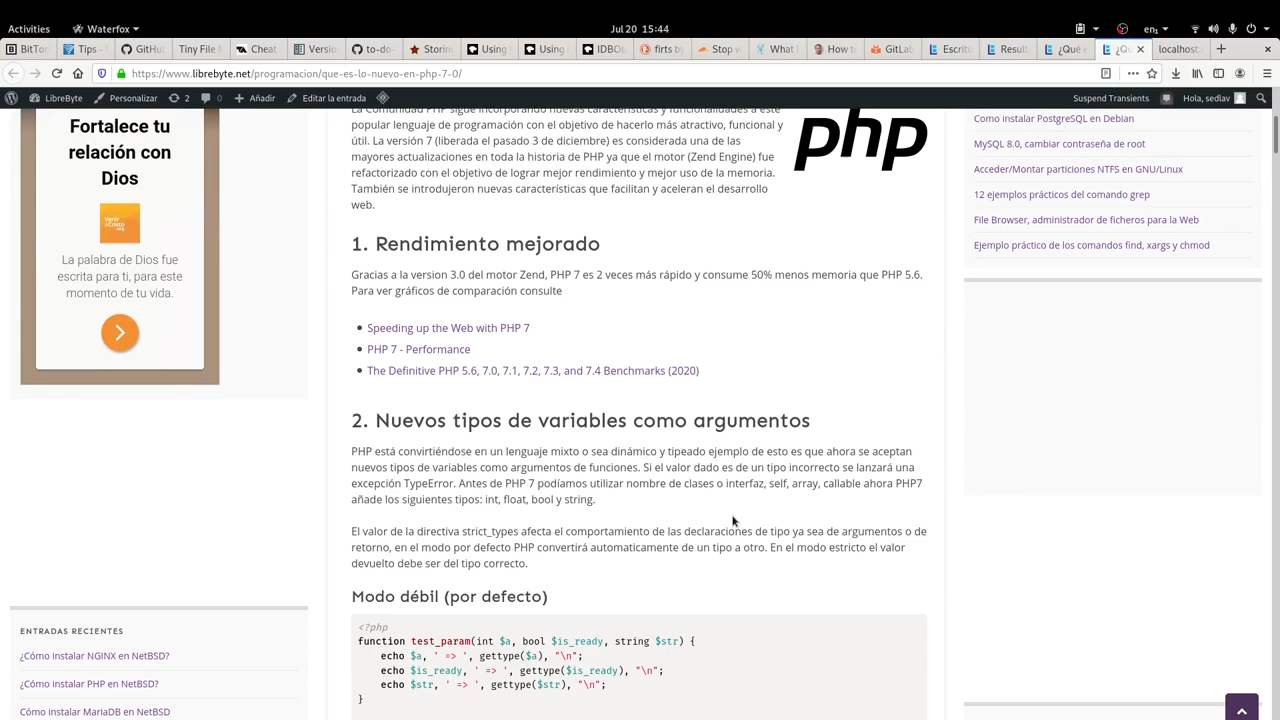 Activities
Waterfox
Jul 20 15:44
en₁
BitTor
Tips -
GitHu
Tiny File M
Cheat
Versio
to-do-
Storin
Using
Using
IDBOL
firts by
Stop w
What I
How t
GitLab
Escrito
Result
¿Qué e
¿Qu
localhost:
https://www.librebyte.net/programacion/que-es-lo-nuevo-en-php-7-0/
LibreByte
Personalizar
2
0
Añadir
Editar la entrada
Suspend Transients
Hola, sedlav
Fortalece tu
relación con
Dios
Venir
a Cristo
.org
La palabra de Dios fue
escrita para ti, para este
momento de tu vida.
ENTRADAS RECIENTES
¿Cómo instalar NGINX en NetBSD?
¿Cómo instalar PHP en NetBSD?
Cómo instalar MariaDB en NetBSD
La Comunidad PHP sigue incorporando nuevas características y funcionalidades a este
popular lenguaje de programación con el objetivo de hacerlo más atractivo, funcional y
útil. La versión 7 (liberada el pasado 3 de diciembre) es considerada una de las
mayores actualizaciones en toda la historia de PHP ya que el motor (Zend Engine) fue
refactorizado con el objetivo de lograr mejor rendimiento y mejor uso de la memoria.
También se introdujeron nuevas características que facilitan y aceleran el desarrollo
web.
php
1. Rendimiento mejorado
Gracias a la version 3.0 del motor Zend, PHP 7 es 2 veces más rápido y consume 50% menos memoria que PHP 5.6.
Para ver gráficos de comparación consulte
Speeding up the Web with PHP 7
PHP 7 - Performance
The Definitive PHP 5.6, 7.0, 7.1, 7.2, 7.3, and 7.4 Benchmarks (2020)
2. Nuevos tipos de variables como argumentos
PHP está convirtiéndose en un lenguaje mixto o sea dinámico y tipeado ejemplo de esto es que ahora se aceptan
nuevos tipos de variables como argumentos de funciones. Si el valor dado es de un tipo incorrecto se lanzará una
excepción TypeError. Antes de PHP 7 podíamos utilizar nombre de clases o interfaz, self, array, callable ahora PHP7
añade los siguientes tipos: int, float, bool y string.
El valor de la directiva strict_types afecta el comportamiento de las declaraciones de tipo ya sea de argumentos o de
retorno, en el modo por defecto PHP convertirá automaticamente de un tipo a otro. En el modo estricto el valor
devuelto debe ser del tipo correcto.
Modo débil (por defecto)
<?php
function test_param(int $a, bool $is_ready, string $str) {
echo $a, ' => ', gettype($a), "\n";
echo $is_ready, ' => ', gettype($is_ready), "\n";
echo $str, ' => ', gettype($str), "\n";
}
Como instalar PostgreSQL en Debian
MySQL 8.0, cambiar contraseña de root
Acceder/Montar particiones NTFS en GNU/Linux
12 ejemplos prácticos del comando grep
File Browser, administrador de ficheros para la Web
Ejemplo práctico de los comandos find, xargs y chmod